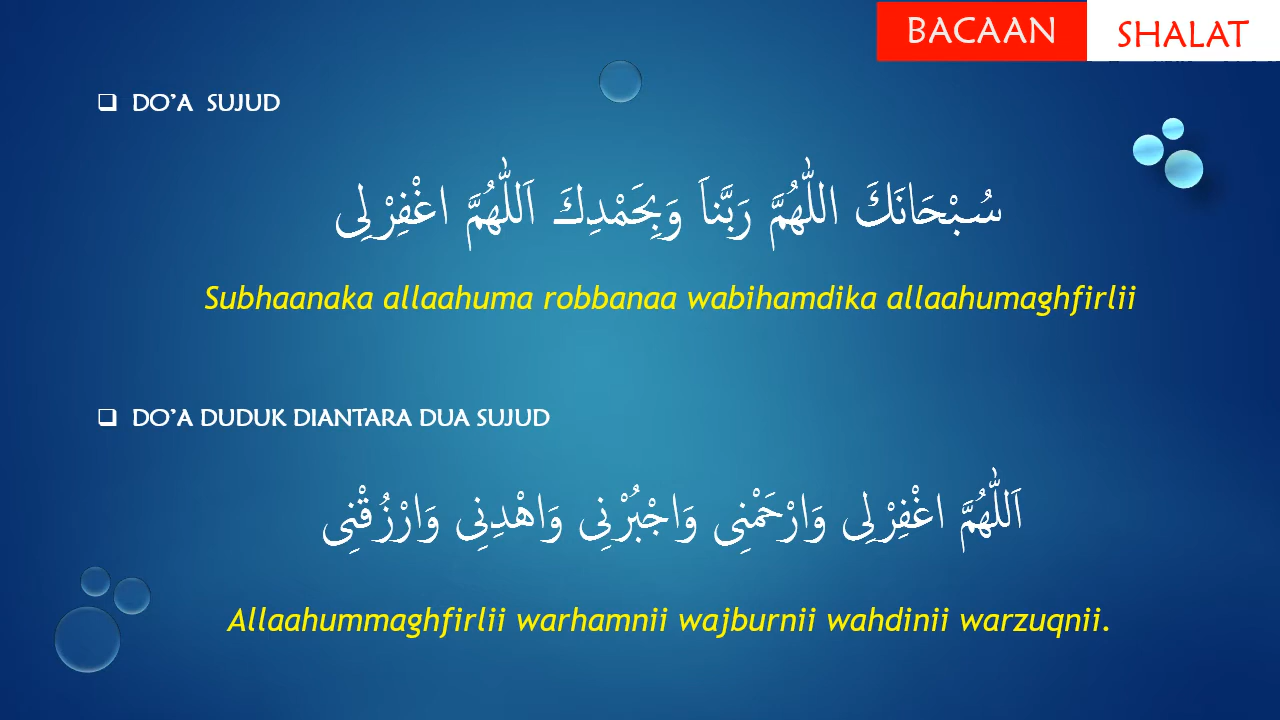 BACAAN SHALAT
DO’A SUJUD
سُبْحَانَكَ اللّٰهُمَّ رَبَّناَ وَبِحَمْدِكَ اَللّٰهُمَّ اغْفِرْ لِى
Subhaanaka allaahuma robbanaa wabihamdika allaahumaghfirlii
DO’A DUDUK DIANTARA DUA SUJUD
اَللّٰهُمَّ اغْفِرْ لِى وَارْحَمْنِى وَاجْبُرْنِى وَاهْدِنِى وَارْزُقْنِى
Allaahummaghfirlii warhamnii wajburnii wahdinii warzuqnii.